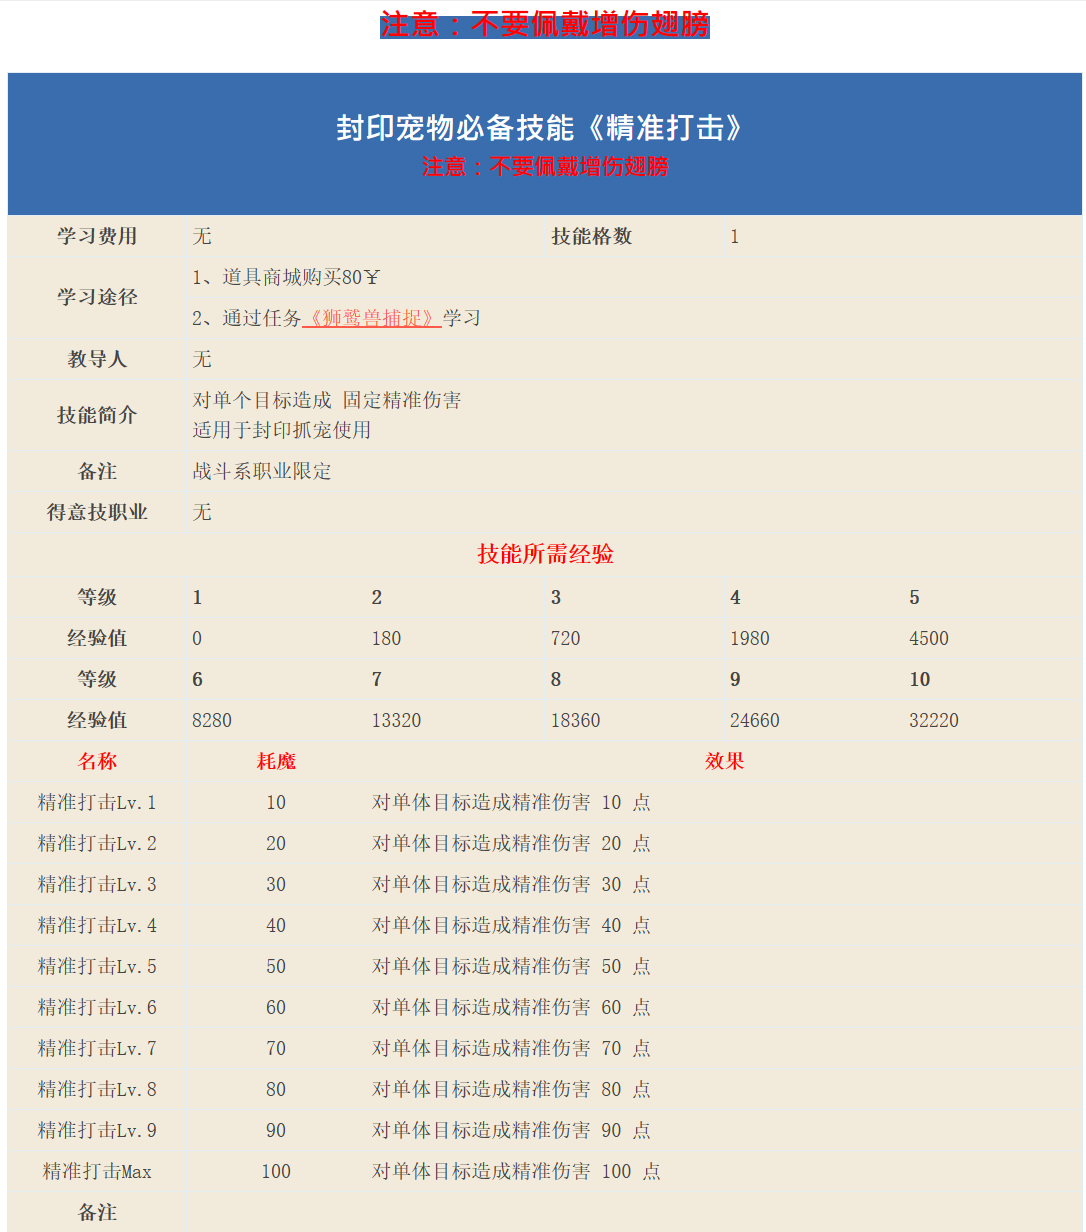 注意：不要佩戴增伤翅膀
封印宠物必备技能《精准打击》
注意：不要佩戴增伤翅膀
学习费用 无 技能格数 1
学习途径
1、道具商城购买80￥
2、通过任务《狮鹫兽捕捉》学习
教导人 无
技能简介
对单个目标造成 固定精准伤害
适用于封印抓宠使用
备注 战斗系职业限定
得意技职业 无
技能所需经验
等级 1 2 3 4 5
经验值 0 180 720 1980 4500
等级 6 7 8 9 10
经验值 8280 13320 18360 24660 32220
名称 耗魔 效果
精准打击Lv.1 10 对单体目标造成精准伤害 10 点
精准打击Lv.2 20 对单体目标造成精准伤害 20 点
精准打击Lv.3 30 对单体目标造成精准伤害 30 点
精准打击Lv.4 40 对单体目标造成精准伤害 40 点
精准打击Lv.5 50 对单体目标造成精准伤害 50 点
精准打击Lv.6 60 对单体目标造成精准伤害 60 点
精准打击Lv.7 70 对单体目标造成精准伤害 70 点
精准打击Lv.8 80 对单体目标造成精准伤害 80 点
精准打击Lv.9 90 对单体目标造成精准伤害 90 点
精准打击Max 100 对单体目标造成精准伤害 100 点
备注